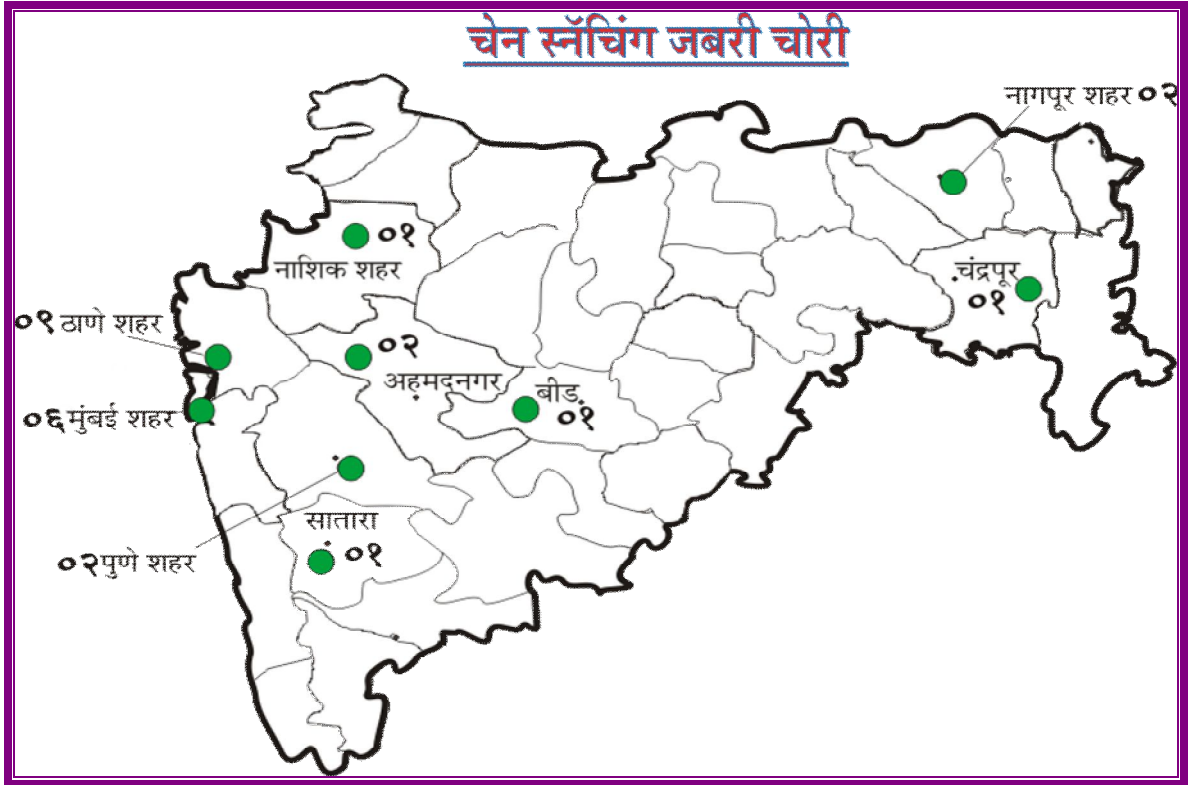 चेन स्नॅचिंग जबरी चोरी
नागपूर शहर ०२
०१
नाशिक शहर
चंद्रपूर
०१
०९ ठाणे शहर
०२
अहमदनगर
बीड
०१
०६ मुंबई शहर
सातारा
०१
०२ पुणे शहर